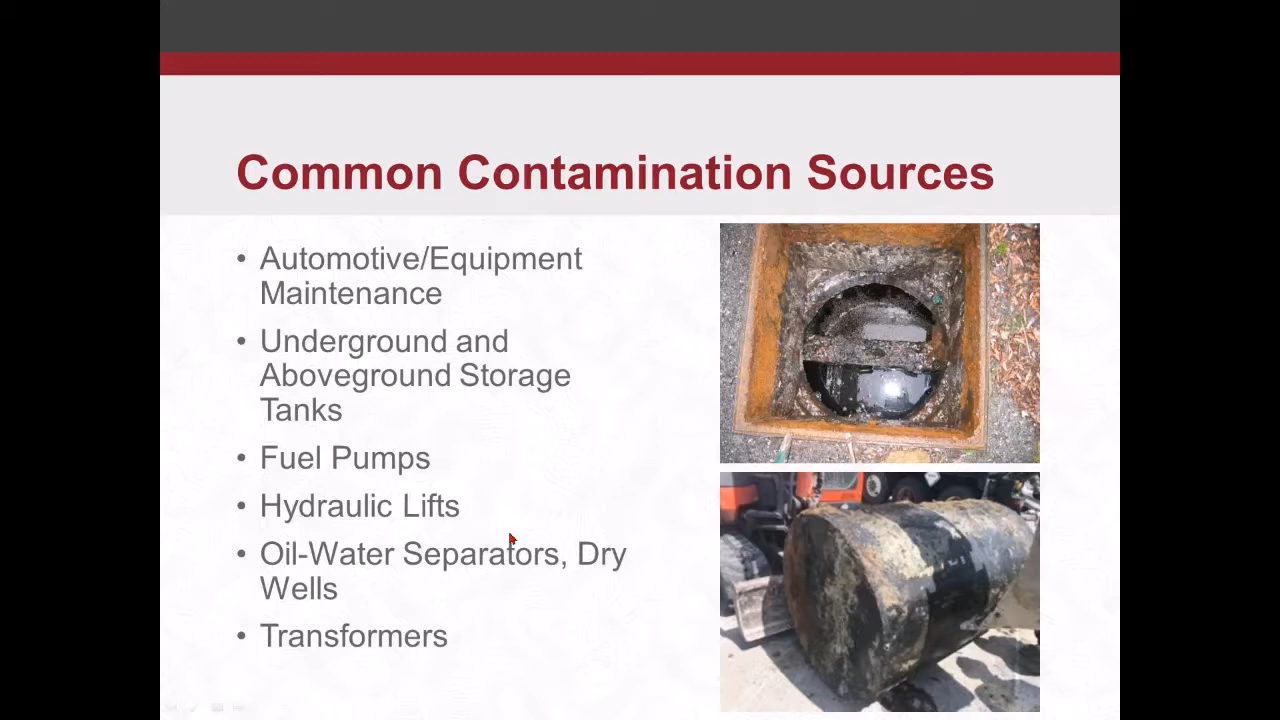 Common Contamination Sources
• Automotive/Equipment
Maintenance
• Underground and
Aboveground Storage
Tanks
• Fuel Pumps
• Hydraulic Lifts
• Oil-Water Separators, Dry
Wells
• Transformers